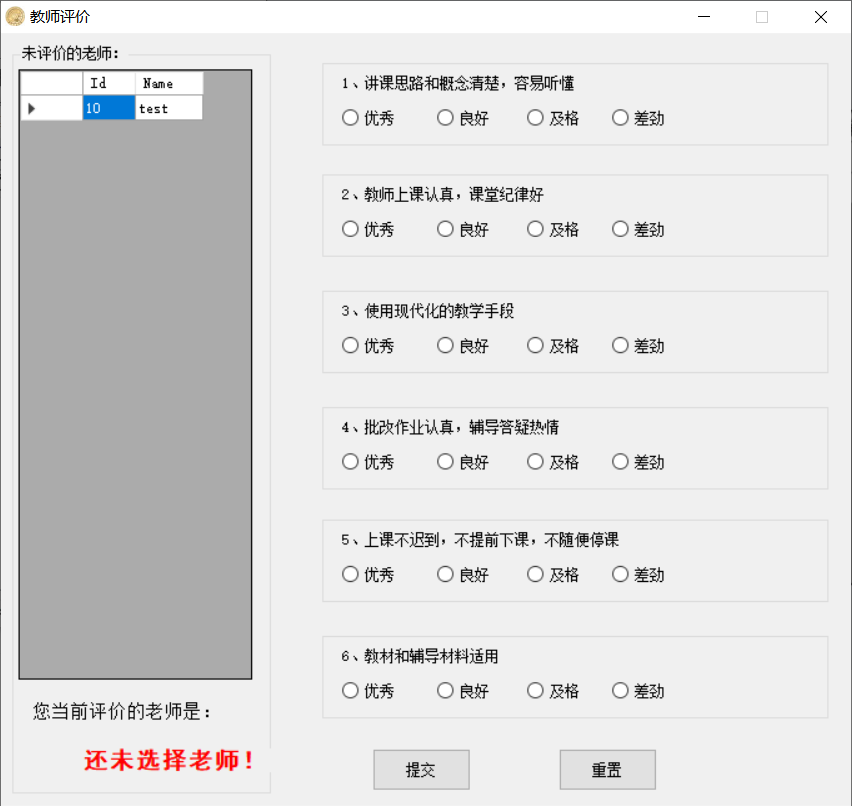 教师评价
未评价的老师:
Id Name
10 test
您当前评价的老师是:
还未选择老师!
1、讲课思路和概念清楚，容易听懂
优秀 良好 及格 差劲
2、教师上课认真，课堂纪律好
优秀 良好 及格 差劲
3、使用现代化的教学手段
优秀 良好 及格 差劲
4、批改作业认真，辅导答疑热情
优秀 良好 及格 差劲
5、上课不迟到，不提前下课，不随便停课
优秀 良好 及格 差劲
6、教材和辅导材料适用
优秀 良好 及格 差劲
提交 重置